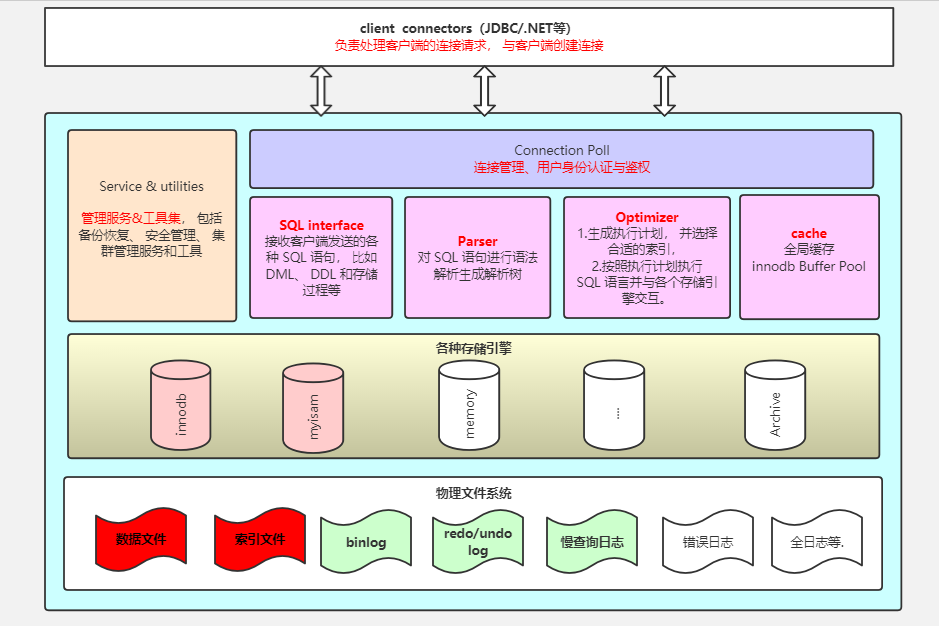 client connectors（JDBC/.NET等）
负责处理客户端的连接请求， 与客户端创建连接
Service & utilities
管理服务&工具集， 包括
备份恢复、 安全管理、 集
群管理服务和工具
Connection Poll
连接管理、用户身份认证与鉴权
SQL interface
接收客户端发送的各
种 SQL 语句， 比如
DML、 DDL 和存储
过程等
Parser
对 SQL 语句进行语法
解析生成解析树
Optimizer
1.生成执行计划， 并选择
合适的索引，
2.按照执行计划执行
SQL 语言并与各个存储引
擎交互。
cache
全局缓存
innodb Buffer Pool
各种存储引擎
innodb
myisam
memory
....
Archive
物理文件系统
数据文件
索引文件
binlog
redo/undo
log
慢查询日志
错误日志
全日志等.